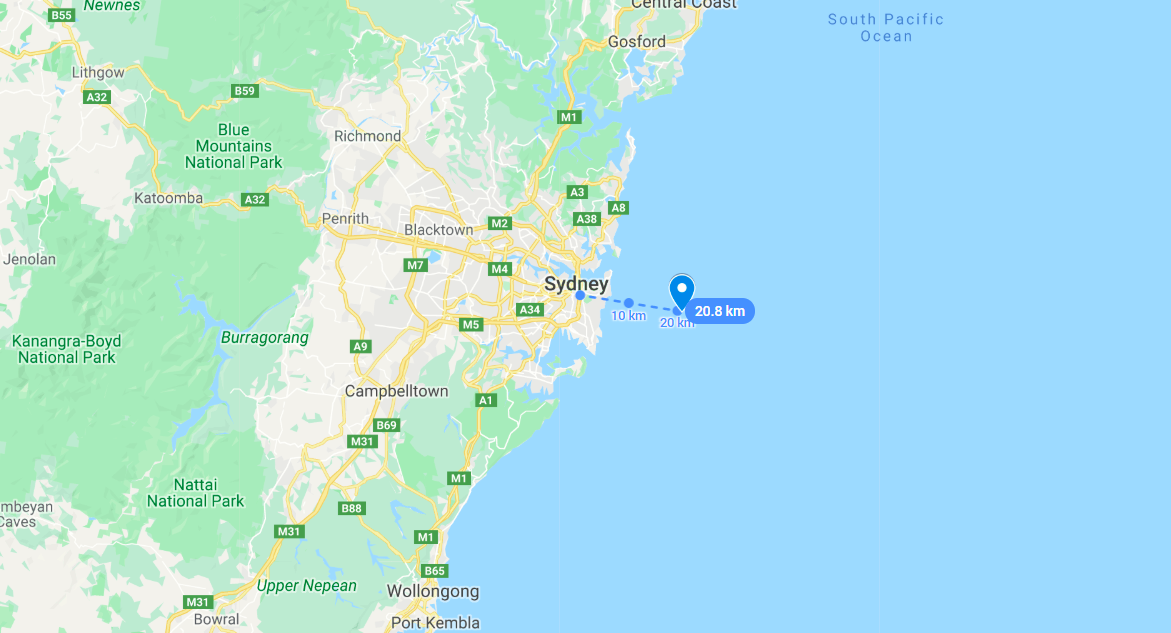 Newnes
Central Coast
B55
South Pacific
Ocean
Gosford
Lithgow
B59
A32
M1
Blue
Mountains
National Park
Richmond
Katoomba
A32
A3
A8
Penrith
A38
Blacktown
M2
Jenolan
M7
M4
Sydney
10 km
20 km
20.8 km
A34
M5
Kanangra-Boyd
National Park
Burragorang
A9
Campbelltown
A1
B69
M31
Nattai
National Park
M1
mbeyan
Caves
B88
M31
M1
B65
Upper Nepean
Wollongong
M31
Bowral
Port Kembla